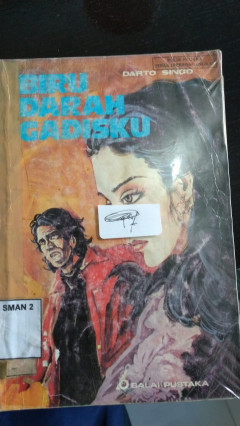 DARTO SINGO
BIRU
DARAH
GADISKU
SMAN 2
BALAI PUSTAKA